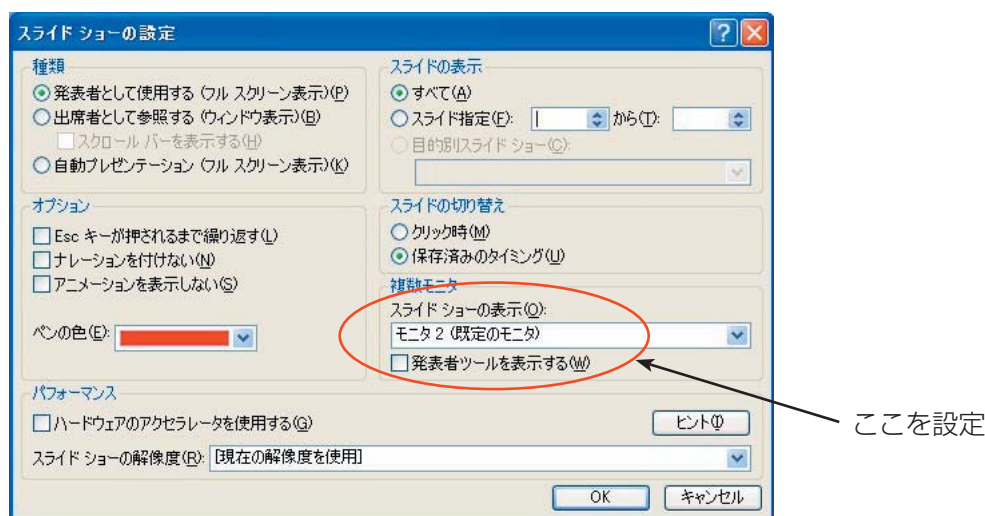 スライド ショーの設定
種類
発表者として使用する (フル スクリーン表示)(P)
出席者として参照する (ウィンドウ表示)(B)
スクロール バーを表示する(H)
自動プレゼンテーション (フル スクリーン表示)(K)
スライドの表示
すべて(A)
スライド指定(F): から(T):
目的別スライド ショー(C):
オプション
Esc キーが押されるまで繰り返す(L)
ナレーションを付けない(N)
アニメーションを表示しない(S)
ペンの色(E):
スライドの切り替え
クリック時(M)
保存済みのタイミング(U)
複数モニタ
スライド ショーの表示(O):
モニタ 2 (既定のモニタ)
発表者ツールを表示する(W)
ここを設定
パフォーマンス
ハードウェアのアクセラレータを使用する(G)
ヒント(I)
スライド ショーの解像度(R): [現在の解像度を使用]
OK キャンセル